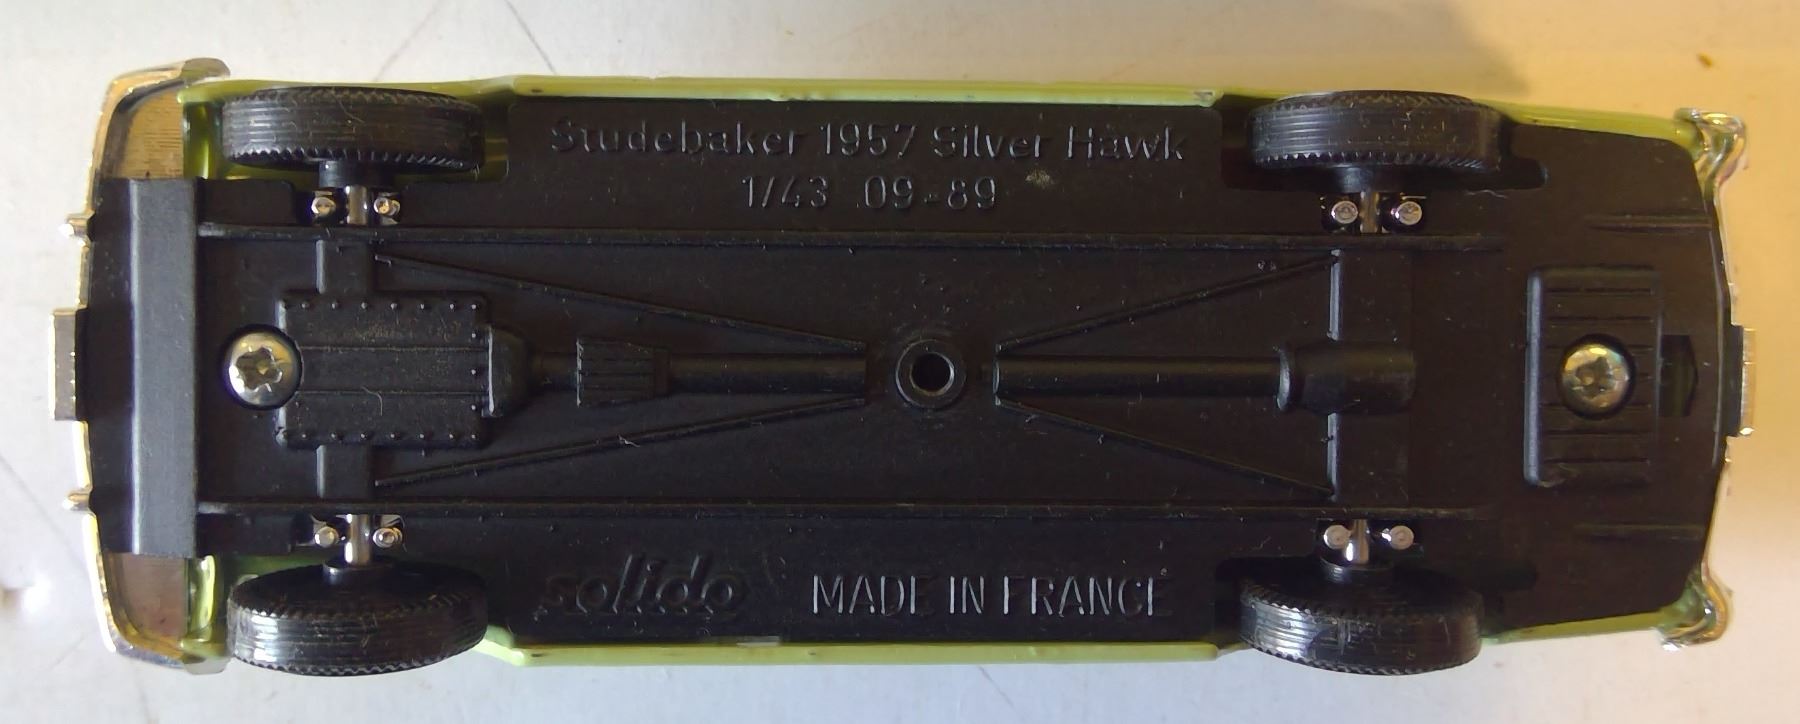 Studebaker 1957 Silver Hawk
1/43 09-89
solido MADE IN FRANCE